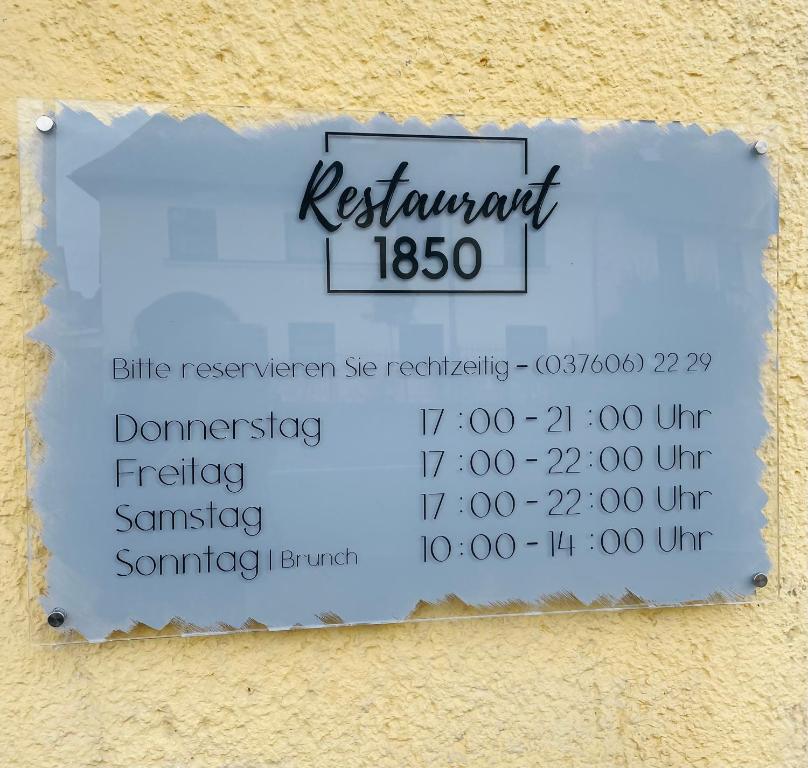 Restaurant
1850
Bitte reservieren Sie rechtzeitig - (037606) 22 29
Donnerstag 17:00 - 21:00 Uhr
Freitag 17:00 - 22:00 Uhr
Samstag 17:00 - 22:00 Uhr
Sonntag | Brunch 10:00 - 14:00 Uhr